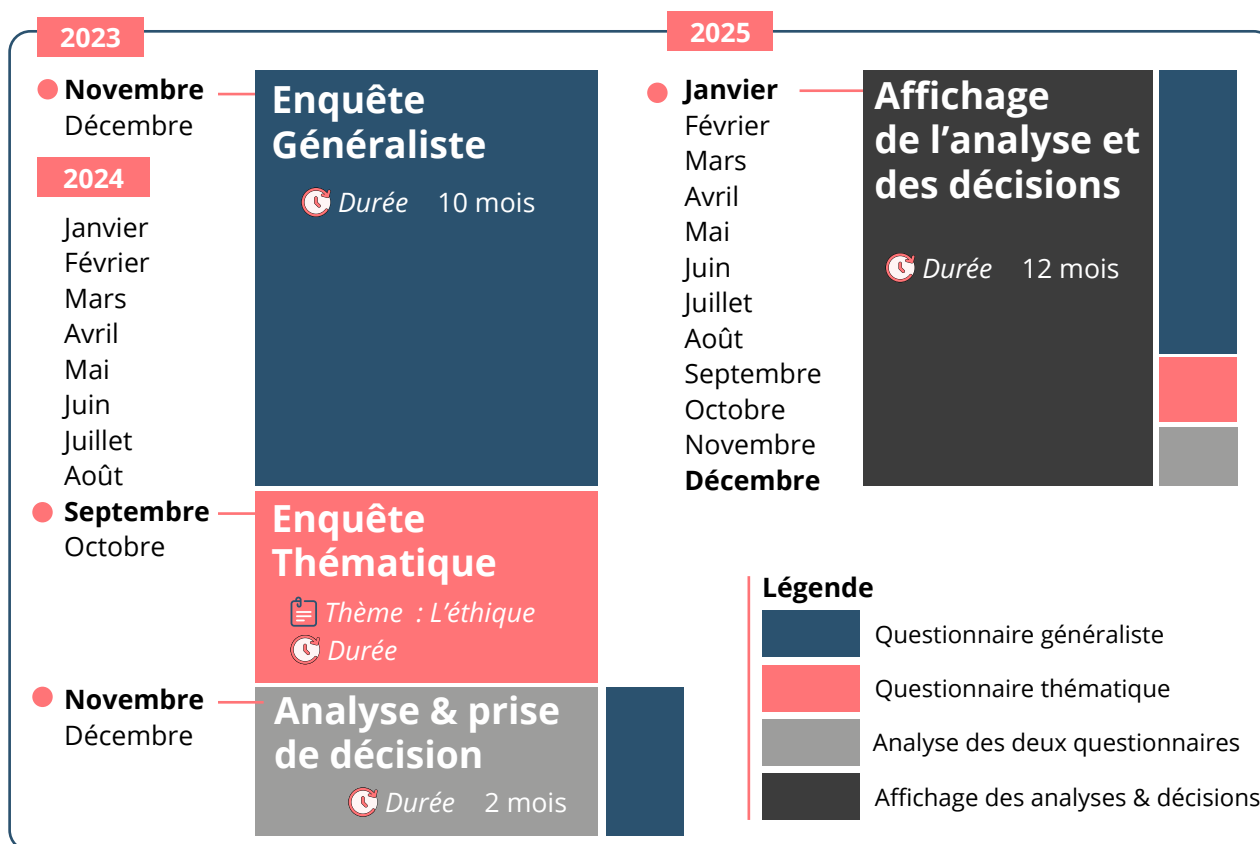 2023
Novembre
Décembre
Enquête
Généraliste
Durée 10 mois
2024
Janvier
Février
Mars
Avril
Mai
Juin
Juillet
Août
Septembre
Octobre
Enquête
Thématique
Thème : L'éthique
Durée
Novembre
Décembre
Analyse & prise
de décision
Durée 2 mois
2025
Janvier
Février
Mars
Avril
Mai
Juin
Juillet
Août
Septembre
Octobre
Novembre
Décembre
Affichage
de l'analyse et
des décisions
Durée 12 mois
Légende
Questionnaire généraliste
Questionnaire thématique
Analyse des deux questionnaires
Affichage des analyses & décisions